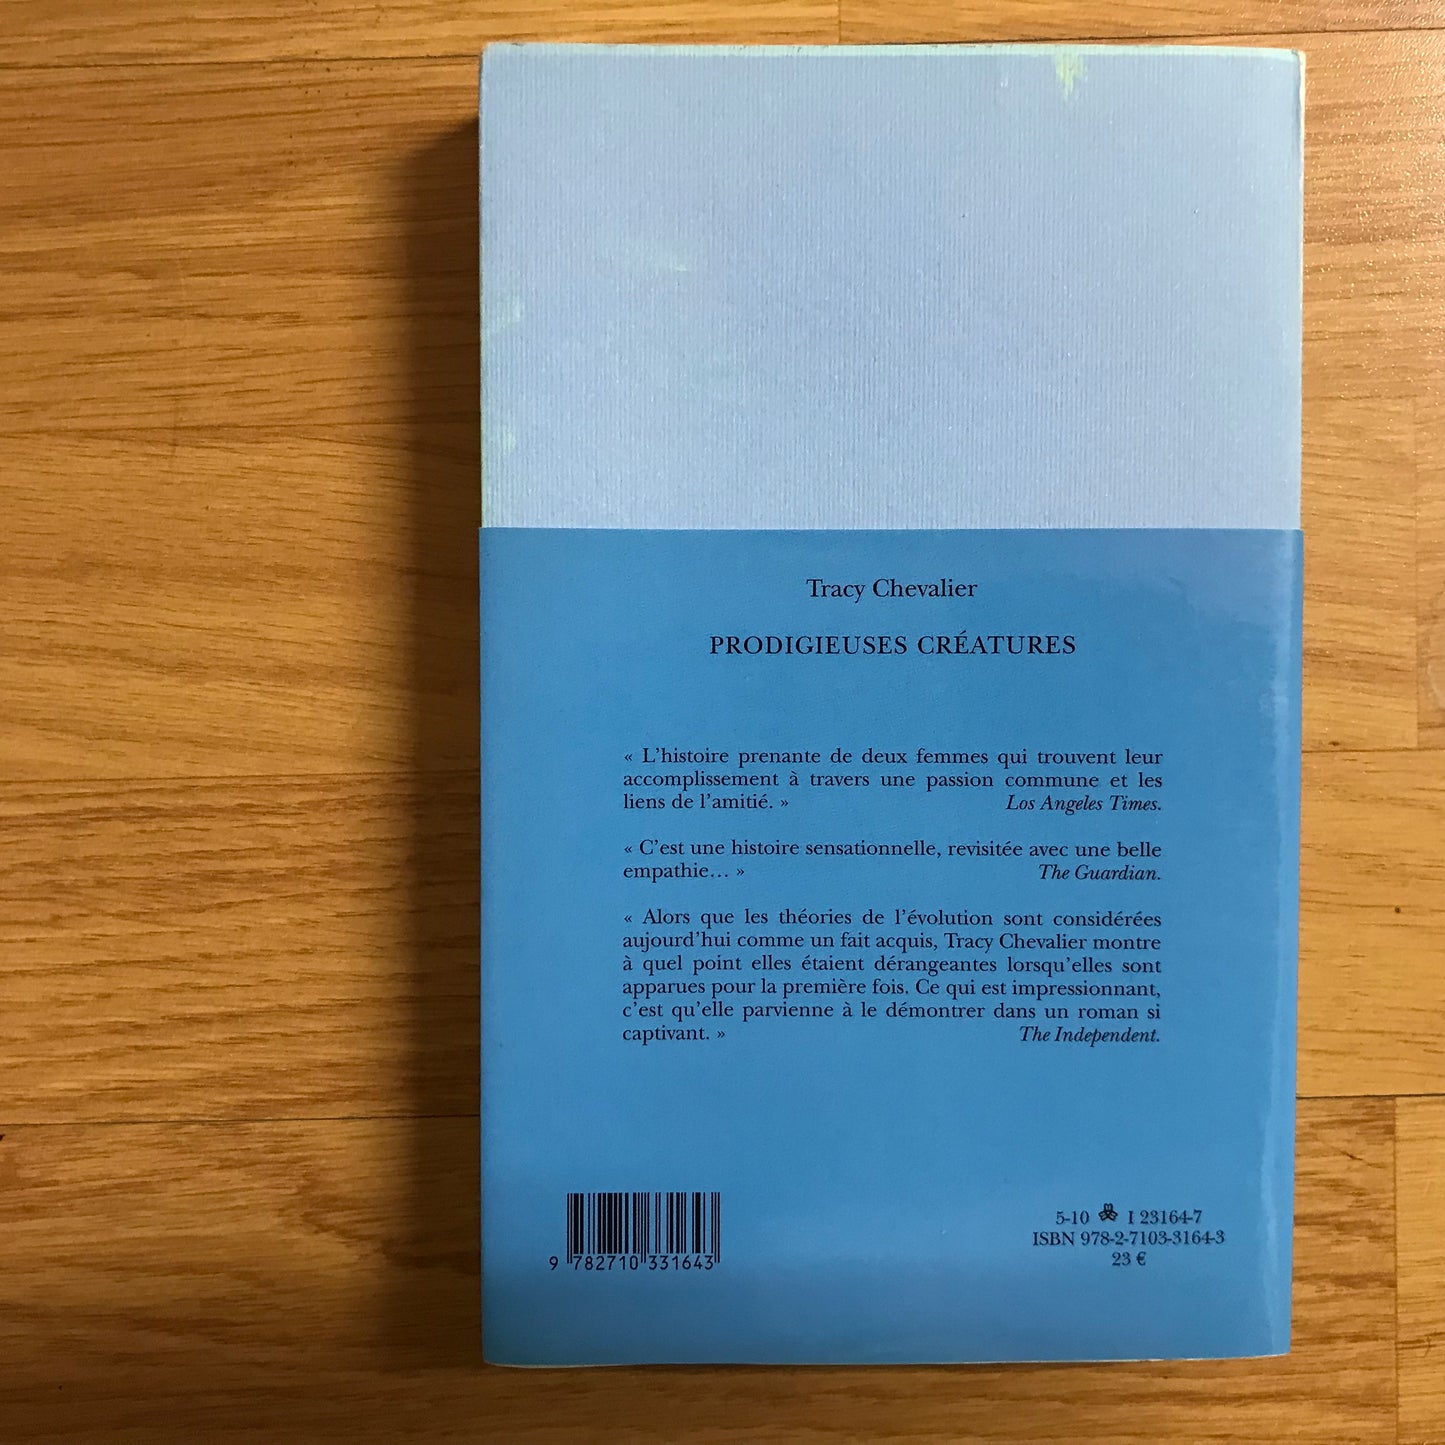 Tracy Chevalier
PRODIGIEUSES CRÉATURES
« L'histoire prenante de deux femmes qui trouvent leur
accomplissement à travers une passion commune et les
liens de l'amitié. » Los Angeles Times.
« C'est une histoire sensationnelle, revisitée avec une belle
empathie… » The Guardian.
« Alors que les théories de l'évolution sont considérées
aujourd'hui comme un fait acquis, Tracy Chevalier montre
à quel point elles étaient dérangeantes lorsqu'elles sont
apparues pour la première fois. Ce qui est impressionnant,
c'est qu'elle parvienne à le démontrer dans un roman si
captivant. » The Independent.
9 782710 331643
5-10 I 23164-7
ISBN 978-2-7103-3164-3
23 €